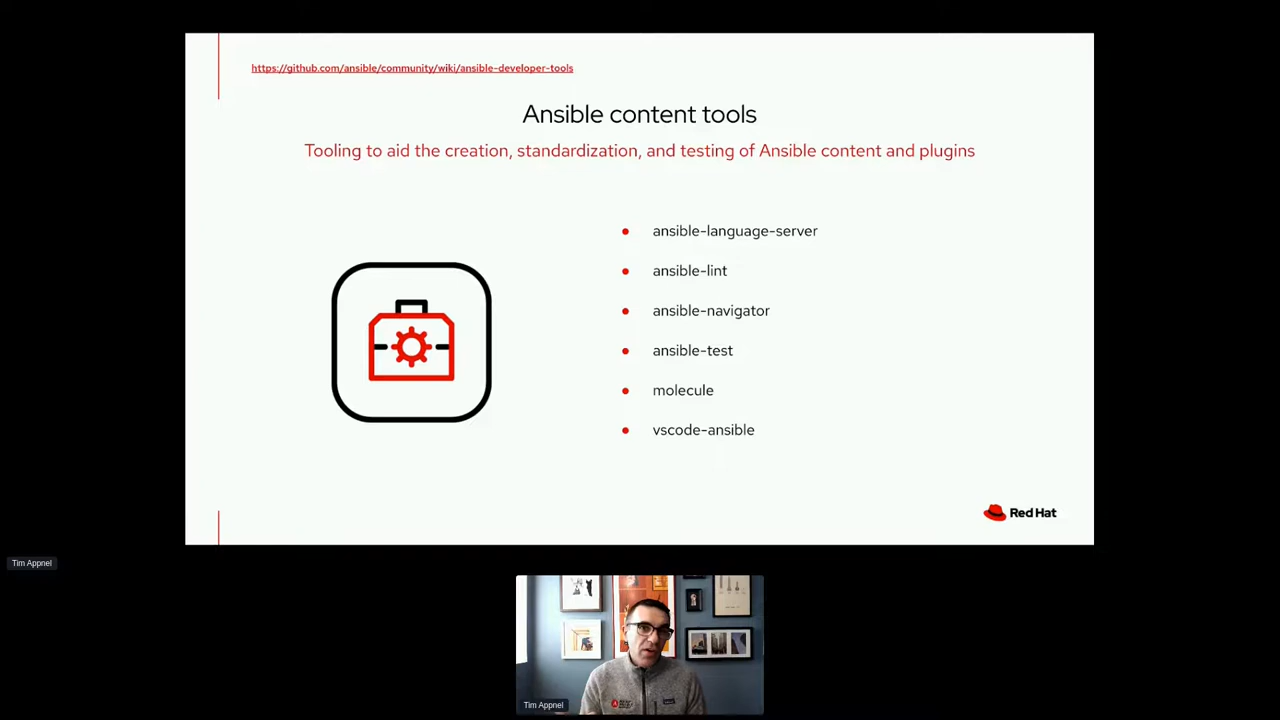 https://github.com/ansible/community/wiki/ansible-developer-tools
Ansible content tools
Tooling to aid the creation, standardization, and testing of Ansible content and plugins
ansible-language-server
ansible-lint
ansible-navigator
ansible-test
molecule
vscode-ansible
Red Hat
Tim Appnel
Tim Appnel